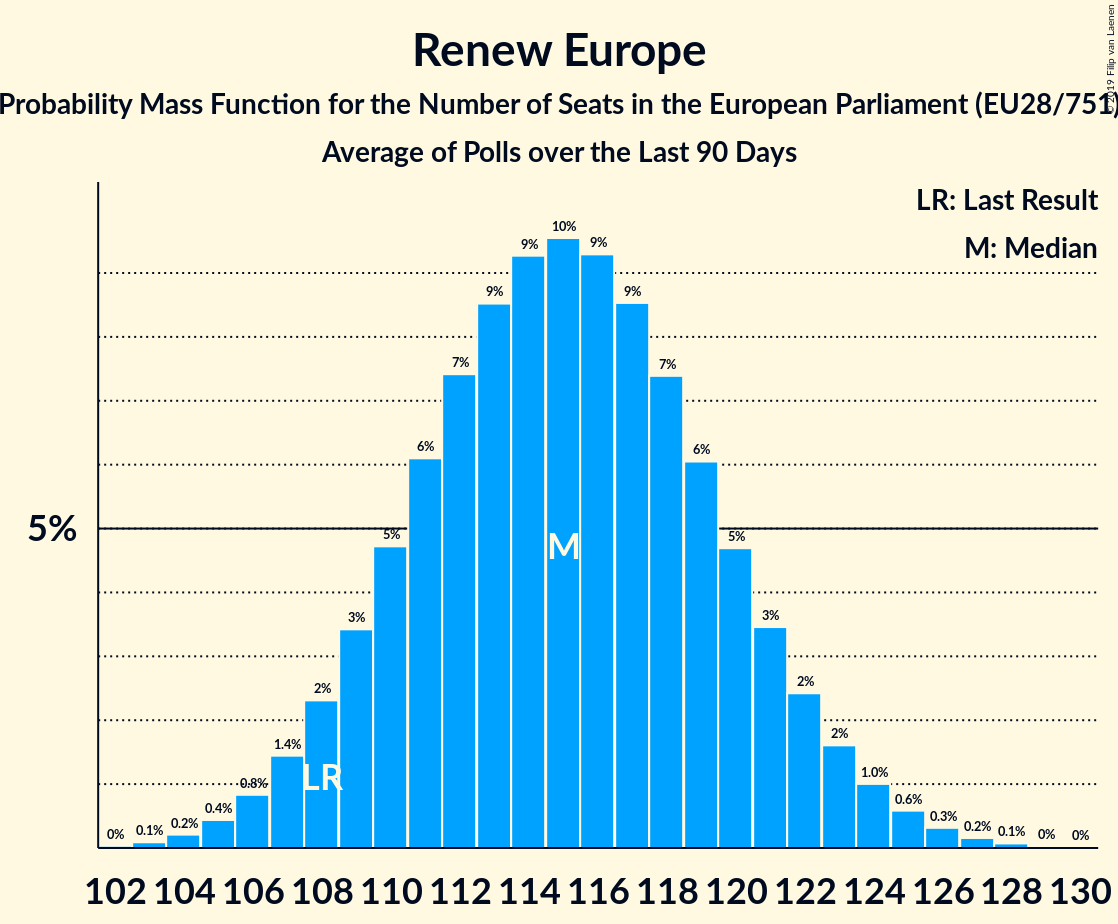 Renew Europe
Probability Mass Function for the Number of Seats in the European Parliament (EU28/751)
Average of Polls over the Last 90 Days
© 2019 Filip van Laenen
LR: Last Result
M: Median
5%
0% 0.1% 0.2% 0.4% 0.8% 1.4% 2% 3% 5% 6% 7% 9% 9% 10% 9% 9% 7% 6% 5% 3% 2% 2% 1.0% 0.6% 0.3% 0.2% 0.1% 0% 0%
M
LR
102 104 106 108 110 112 114 116 118 120 122 124 126 128 130